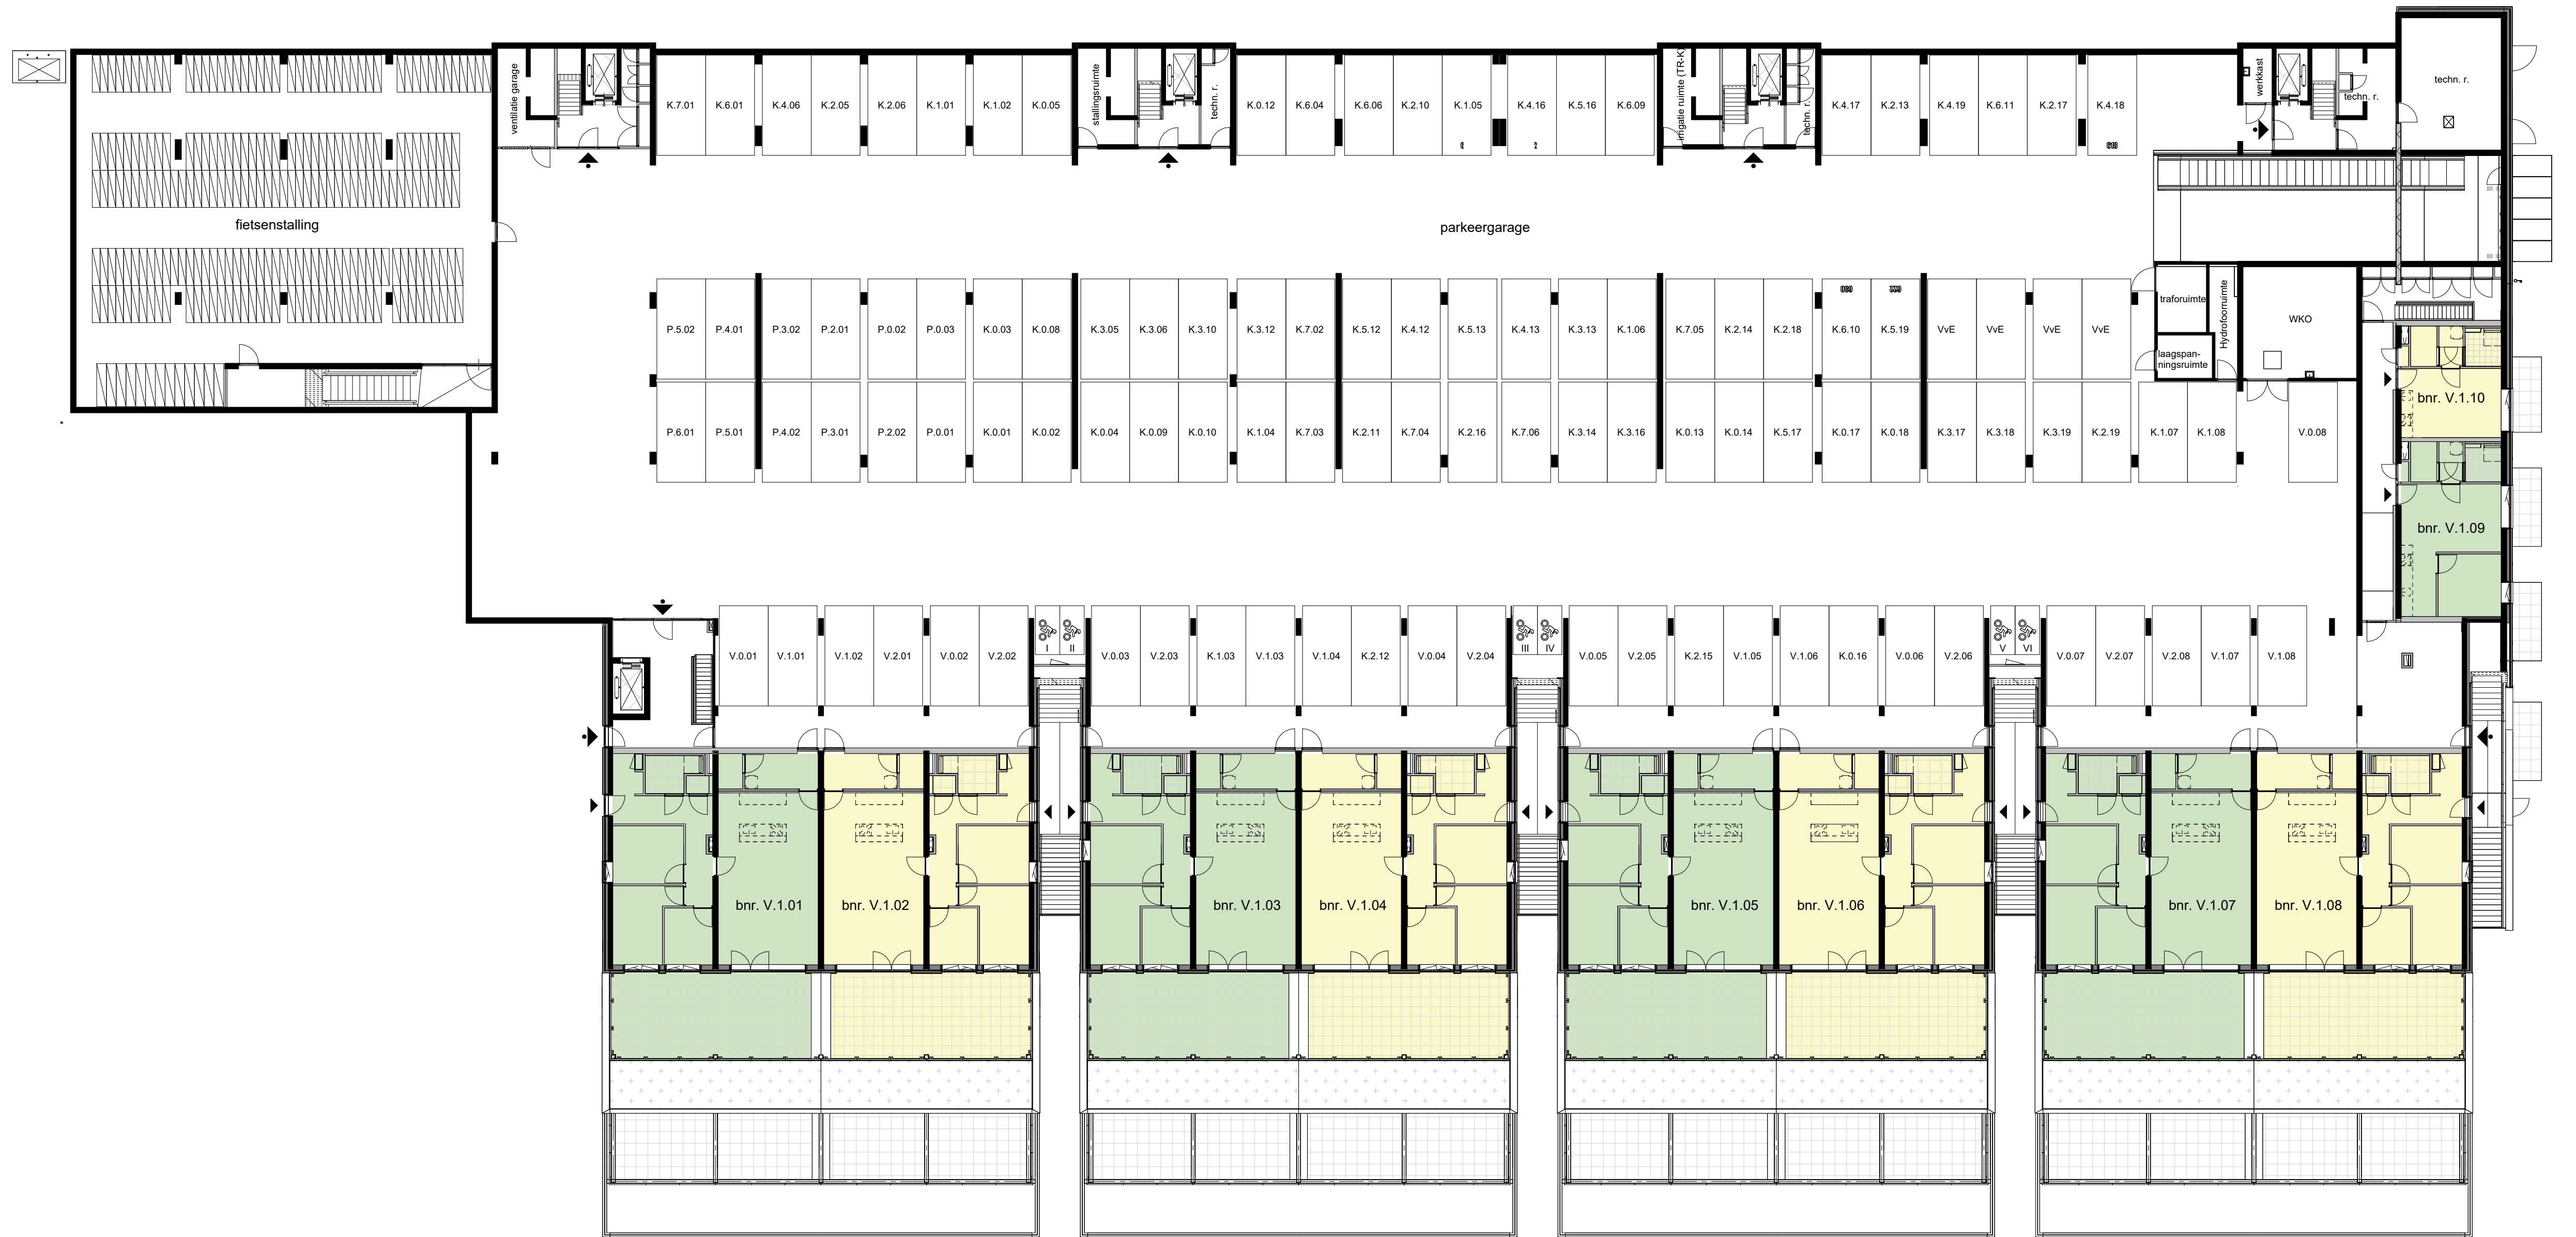 ventilatie garage
K.7.01 K.6.01 K.4.06 K.2.05 K.2.06 K.1.01 K.1.02 K.0.05
stallingsruimte
techn. r.
K.0.12 K.6.04 K.6.06 K.2.10 K.1.05 K.4.16 K.5.16 K.6.09
irrigatie ruimte (TR-K)
techn. r.
K.4.17 K.2.13 K.4.19 K.6.11 K.2.17 K.4.18
werkkast
techn. r.
techn. r.
fietsenstalling
parkeergarage
P.5.02 P.4.01 P.3.02 P.2.01 P.0.02 P.0.03 K.0.03 K.0.08 K.3.05 K.3.06 K.3.10 K.3.12 K.7.02 K.5.12 K.4.12 K.5.13 K.4.13 K.3.13 K.1.06 K.7.05 K.2.14 K.2.18 K.6.10 K.5.19 VvE VvE VvE VvE
traforuimte
Hydrofoorruimte
WKO
laagspan-
ningsruimte
P.6.01 P.5.01 P.4.02 P.3.01 P.2.02 P.0.01 K.0.01 K.0.02 K.0.04 K.0.09 K.0.10 K.1.04 K.7.03 K.2.11 K.7.04 K.2.16 K.7.06 K.3.14 K.3.16 K.0.13 K.0.14 K.5.17 K.0.17 K.0.18 K.3.17 K.3.18 K.3.19 K.2.19 K.1.07 K.1.08 V.0.08
bnr. V.1.10
bnr. V.1.09
V.0.01 V.1.01 V.1.02 V.2.01 V.0.02 V.2.02 I II V.0.03 V.2.03 K.1.03 V.1.03 V.1.04 K.2.12 V.0.04 V.2.04 III IV V.0.05 V.2.05 K.2.15 V.1.05 V.1.06 K.0.16 V.0.06 V.2.06 V VI V.0.07 V.2.07 V.2.08 V.1.07 V.1.08
bnr. V.1.01 bnr. V.1.02 bnr. V.1.03 bnr. V.1.04 bnr. V.1.05 bnr. V.1.06 bnr. V.1.07 bnr. V.1.08